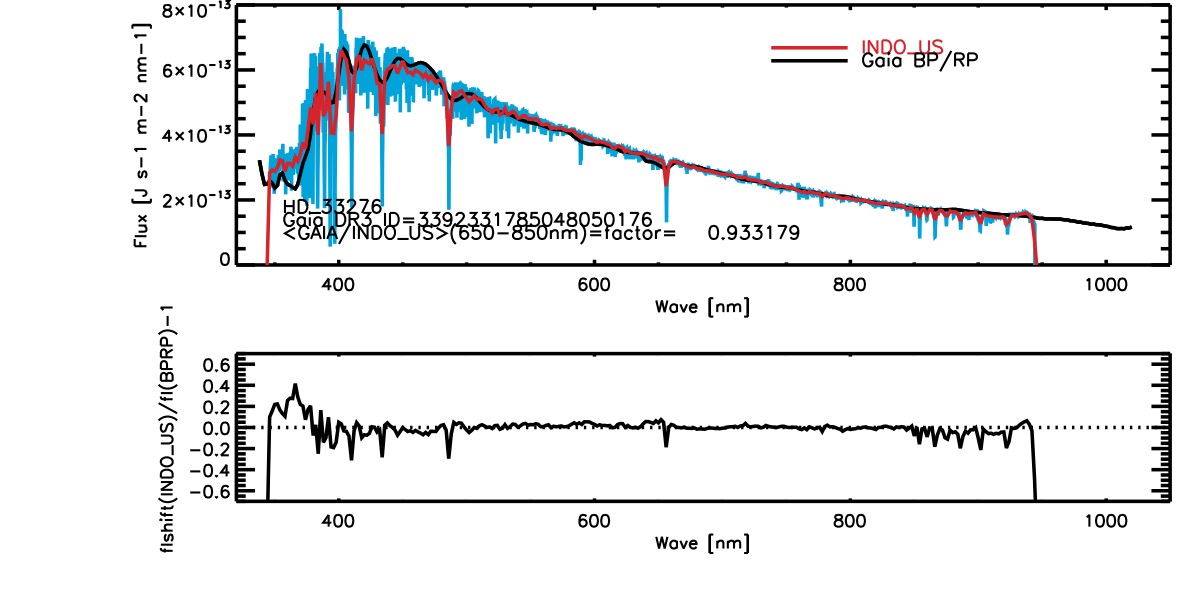 8×10−13
6×10−13
4×10−13
2×10−13
0
Flux [J s−1 m−2 nm−1]
INDO_US
Gaia BP/RP
HD_33276
Gaia DR3 ID=3392331785048050176
<GAIA/INDO_US>(650−850nm)=factor= 0.933179
400 600 800 1000
Wave [nm]
flshift(INDO_US)/fl(BPRP)−1
0.6
0.4
0.2
0.0
−0.2
−0.4
−0.6
400 600 800 1000
Wave [nm]